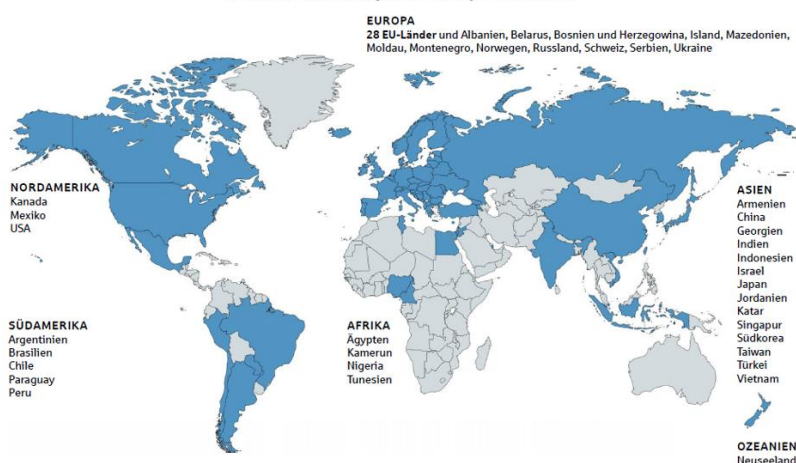 EUROPA
28 EU-Länder und Albanien, Belarus, Bosnien und Herzegowina, Island, Mazedonien,
Moldau, Montenegro, Norwegen, Russland, Schweiz, Serbien, Ukraine
NORDAMERIKA
Kanada
Mexiko
USA
SÜDAMERIKA
Argentinien
Brasilien
Chile
Paraguay
Peru
AFRIKA
Ägypten
Kamerun
Nigeria
Tunesien
ASIEN
Armenien
China
Georgien
Indien
Indonesien
Israel
Japan
Jordanien
Katar
Singapur
Südkorea
Taiwan
Türkei
Vietnam
OZEANIEN
Neuseeland